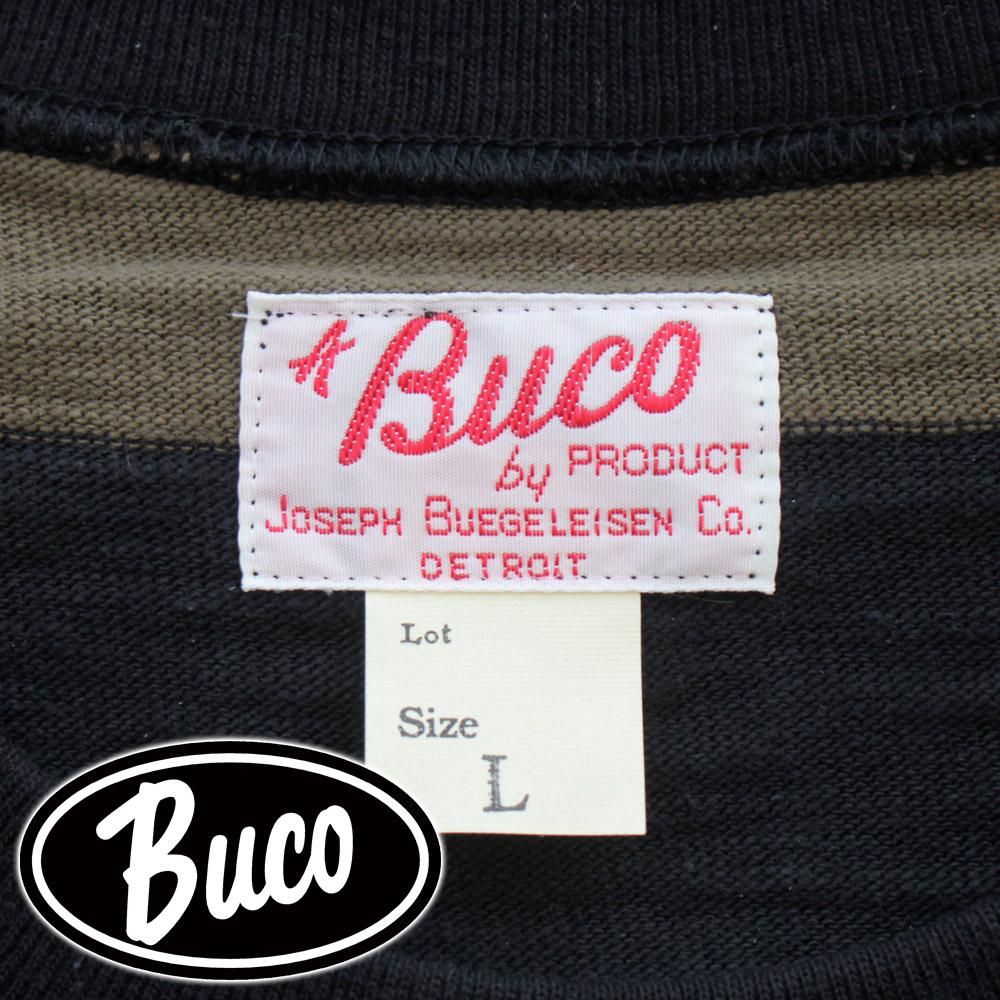 A Buco
by PRODUCT
JOSEPH BUEGELEISEN CO.
DETROIT
Lot
Size
L
Buco